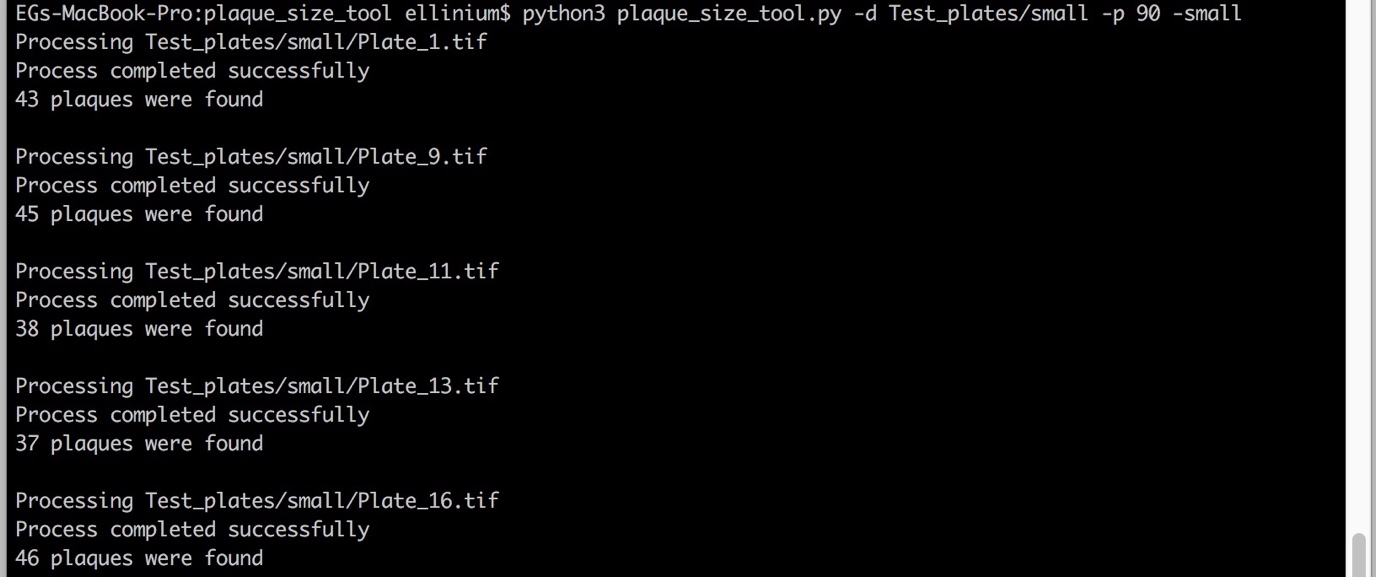 EGs-MacBook-Pro:plaque_size_tool ellinium$ python3 plaque_size_tool.py -d Test_plates/small -p 90 -small
Processing Test_plates/small/Plate_1.tif
Process completed successfully
43 plaques were found
Processing Test_plates/small/Plate_9.tif
Process completed successfully
45 plaques were found
Processing Test_plates/small/Plate_11.tif
Process completed successfully
38 plaques were found
Processing Test_plates/small/Plate_13.tif
Process completed successfully
37 plaques were found
Processing Test_plates/small/Plate_16.tif
Process completed successfully
46 plaques were found